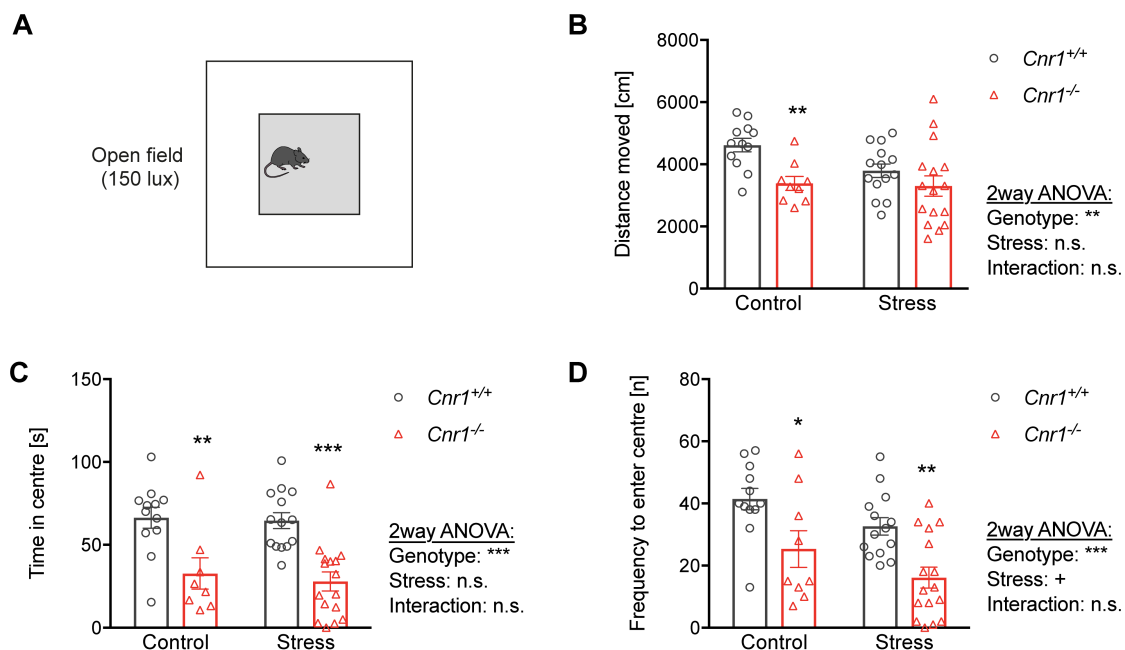 A
Open field
(150 lux)
B
Distance moved [cm]
8000
6000
4000
2000
0
**
Control
Stress
Cnr1+/+
Cnr1-/-
2way ANOVA:
Genotype: **
Stress: n.s.
Interaction: n.s.
C
Time in centre [s]
150
100
50
0
**
***
Control
Stress
Cnr1+/+
Cnr1-/-
2way ANOVA:
Genotype: ***
Stress: n.s.
Interaction: n.s.
D
Frequency to enter centre [n]
80
60
40
20
0
*
**
Control
Stress
Cnr1+/+
Cnr1-/-
2way ANOVA:
Genotype: ***
Stress: +
Interaction: n.s.